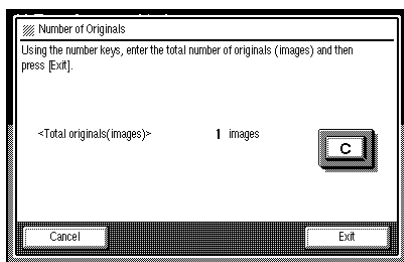 Number of Originals
Using the number keys, enter the total number of originals (images) and then
press [Exit].
<Total originals(images)> 1 images
C
Cancel Exit